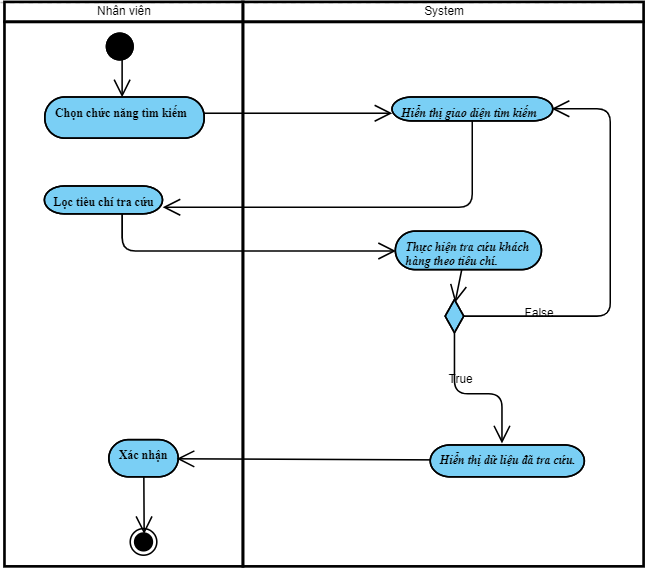 Nhân viên
System
Chọn chức năng tìm kiếm
Hiển thị giao diện tìm kiếm
Lọc tiêu chí tra cứu
Thực hiện tra cứu khách
hàng theo tiêu chí.
False
True
Xác nhận
Hiển thị dữ liệu đã tra cứu.